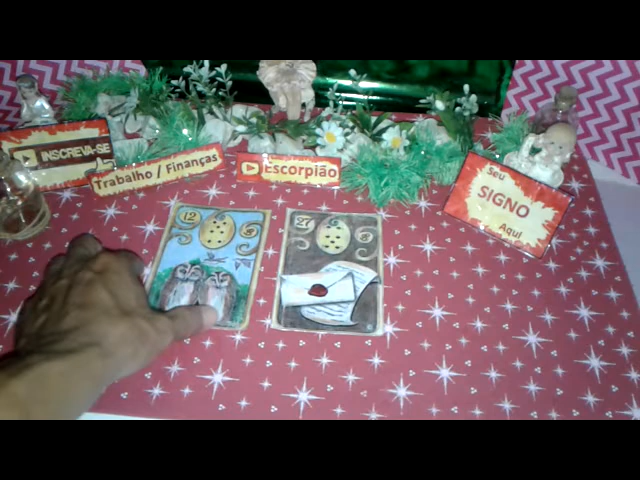 INSCREVA-SE
Trabalho / Finanças
Escorpião
Seu
SIGNO
Aqui
12
27